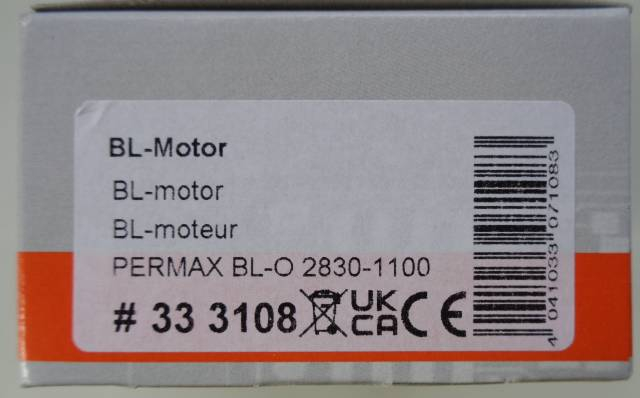 BL-Motor
BL-motor
BL-moteur
PERMAX BL-O 2830-1100
# 33 3108
UK
CA
CE
4 041033 071083